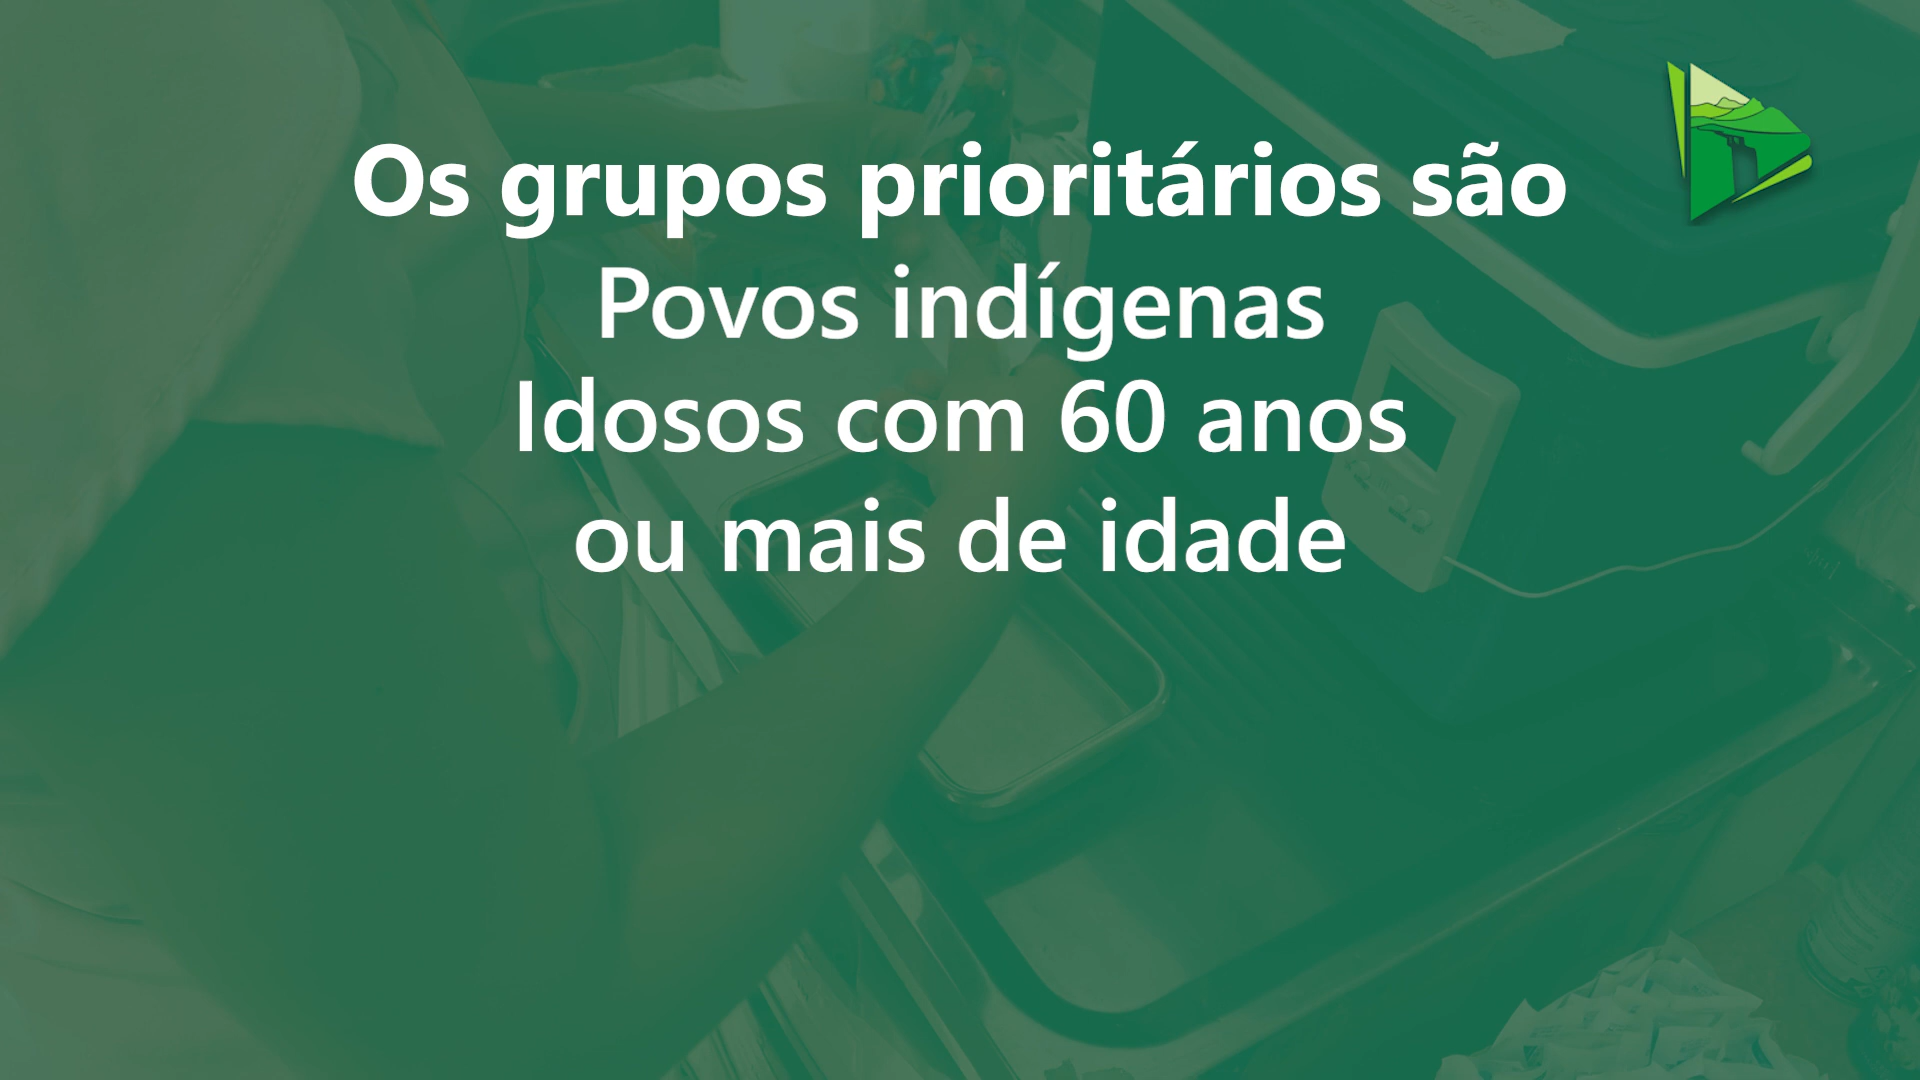 Os grupos prioritários são
Povos indígenas
Idosos com 60 anos
ou mais de idade